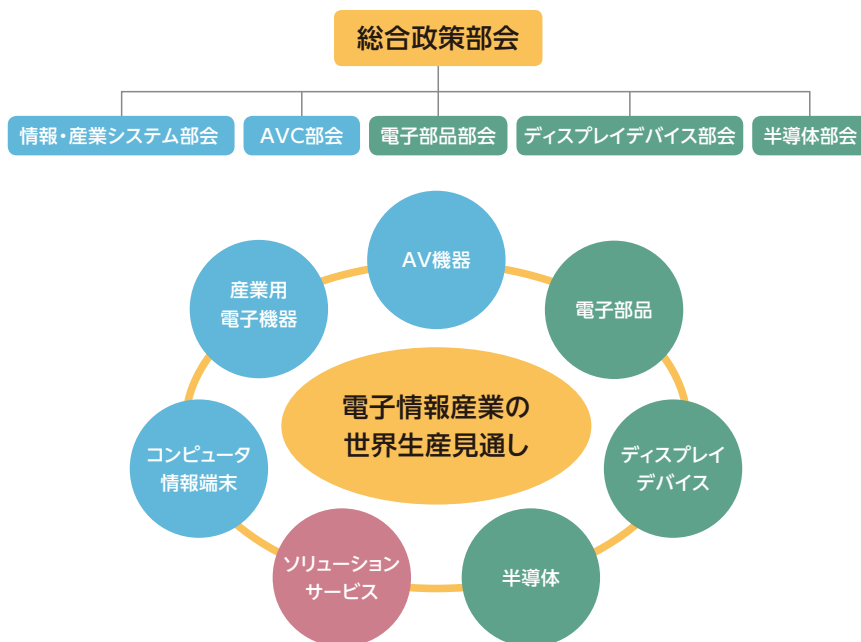 総合政策部会
情報・産業システム部会
AVC部会
電子部品部会
ディスプレイデバイス部会
半導体部会
AV機器
産業用
電子機器
電子部品
電子情報産業の
世界生産見通し
コンピュータ
情報端末
ディスプレイ
デバイス
ソリューション
サービス
半導体